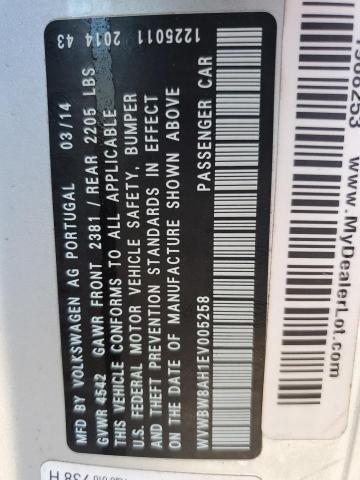 MFD BY VOLKSWAGEN AG PORTUGAL 03/14 1225011 2014 43
GVWR 4542 GAWR FRONT 2381 / REAR 2205 LBS
THIS VEHICLE CONFORMS TO ALL APPLICABLE
U.S. FEDERAL MOTOR VEHICLE SAFETY, BUMPER
AND THEFT PREVENTION STANDARDS IN EFFECT
ON THE DATE OF MANUFACTURE SHOWN ABOVE
WVWBW8AH1EV005258 PASSENGER CAR
www.MyDealerLot.com
738 H